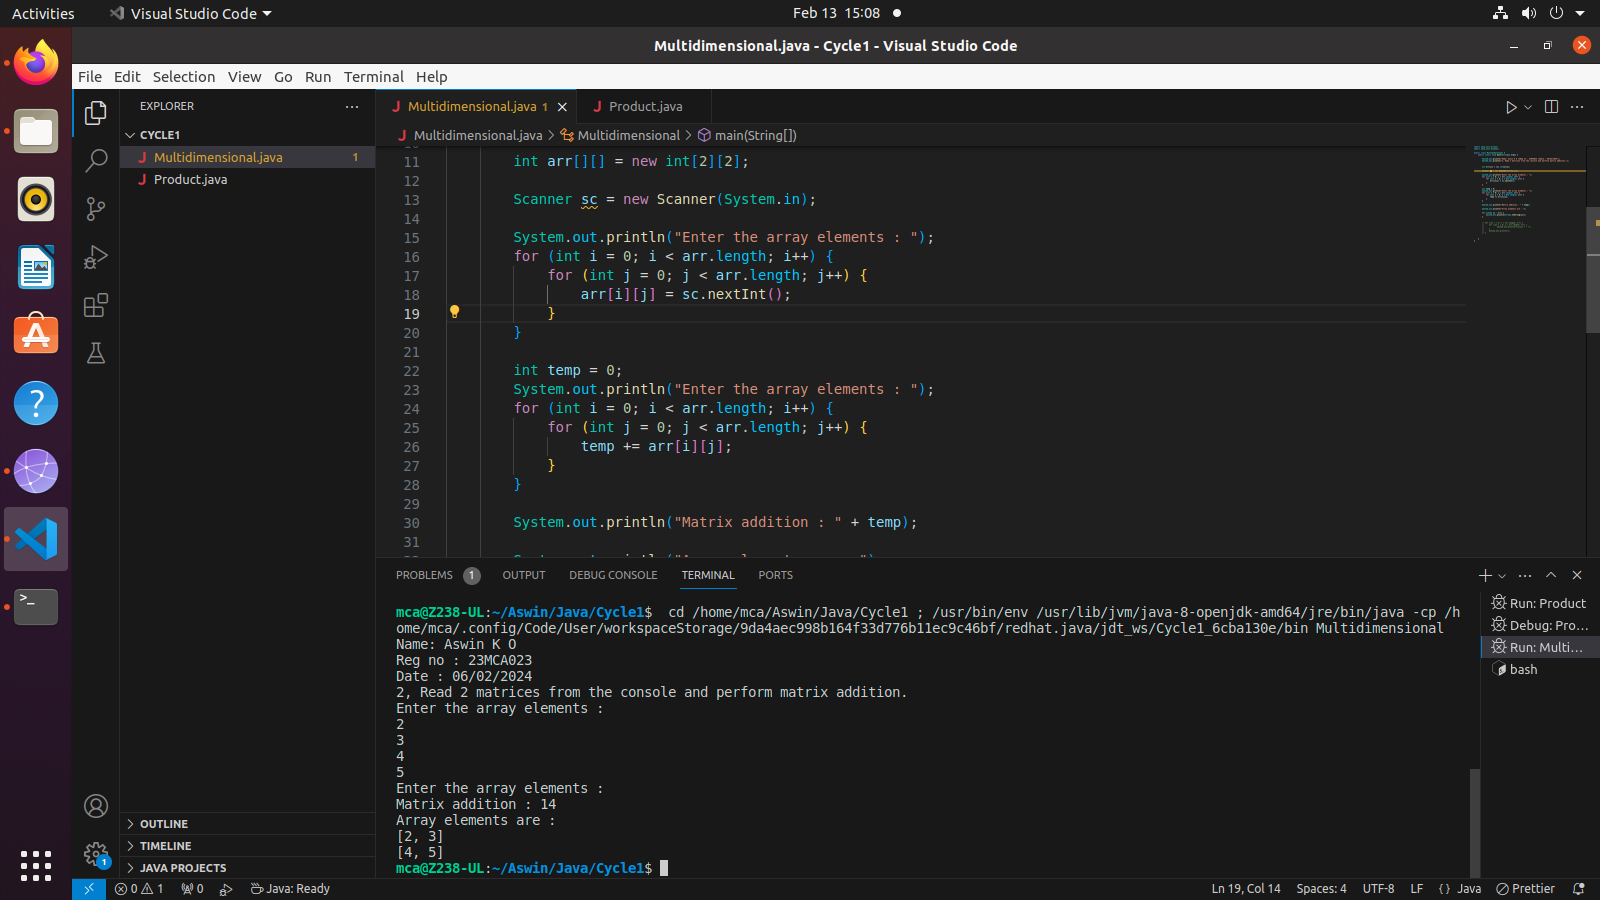 Activities Visual Studio Code Feb 13 15:08
Multidimensional.java - Cycle1 - Visual Studio Code
File Edit Selection View Go Run Terminal Help
EXPLORER
CYCLE1
Multidimensional.java 1
Product.java
OUTLINE
TIMELINE
JAVA PROJECTS
Multidimensional.java 1 Product.java
Multidimensional.java > Multidimensional > main(String[])
11 int arr[][] = new int[2][2];
12
13 Scanner sc = new Scanner(System.in);
14
15 System.out.println("Enter the array elements : ");
16 for (int i = 0; i < arr.length; i++) {
17 for (int j = 0; j < arr.length; j++) {
18 arr[i][j] = sc.nextInt();
19 }
20 }
21
22 int temp = 0;
23 System.out.println("Enter the array elements : ");
24 for (int i = 0; i < arr.length; i++) {
25 for (int j = 0; j < arr.length; j++) {
26 temp += arr[i][j];
27 }
28 }
29
30 System.out.println("Matrix addition : " + temp);
31
PROBLEMS 1 OUTPUT DEBUG CONSOLE TERMINAL PORTS
mca@Z238-UL:~/Aswin/Java/Cycle1$ cd /home/mca/Aswin/Java/Cycle1 ; /usr/bin/env /usr/lib/jvm/java-8-openjdk-amd64/jre/bin/java -cp /h
ome/mca/.config/Code/User/workspaceStorage/9da4aec998b164f33d776b11ec9c46bf/redhat.java/jdt_ws/Cycle1_6cba130e/bin Multidimensional
Name: Aswin K O
Reg no : 23MCA023
Date : 06/02/2024
2, Read 2 matrices from the console and perform matrix addition.
Enter the array elements :
2
3
4
5
Enter the array elements :
Matrix addition : 14
Array elements are :
[2, 3]
[4, 5]
mca@Z238-UL:~/Aswin/Java/Cycle1$
Run: Product
Debug: Pro...
Run: Multi...
bash
1
0 1 0 Java: Ready Ln 19, Col 14 Spaces: 4 UTF-8 LF {} Java Prettier